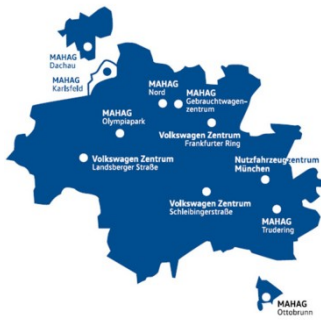 MAHAG
Dachau
MAHAG
Karlsfeld
MAHAG
Nord
MAHAG
Gebrauchtwagen-
zentrum
MAHAG
Olympiapark
Volkswagen Zentrum
Frankfurter Ring
Volkswagen Zentrum
Landsberger Straße
Nutzfahrzeugzentrum
München
Volkswagen Zentrum
Schleibingerstraße
MAHAG
Trudering
MAHAG
Ottobrunn